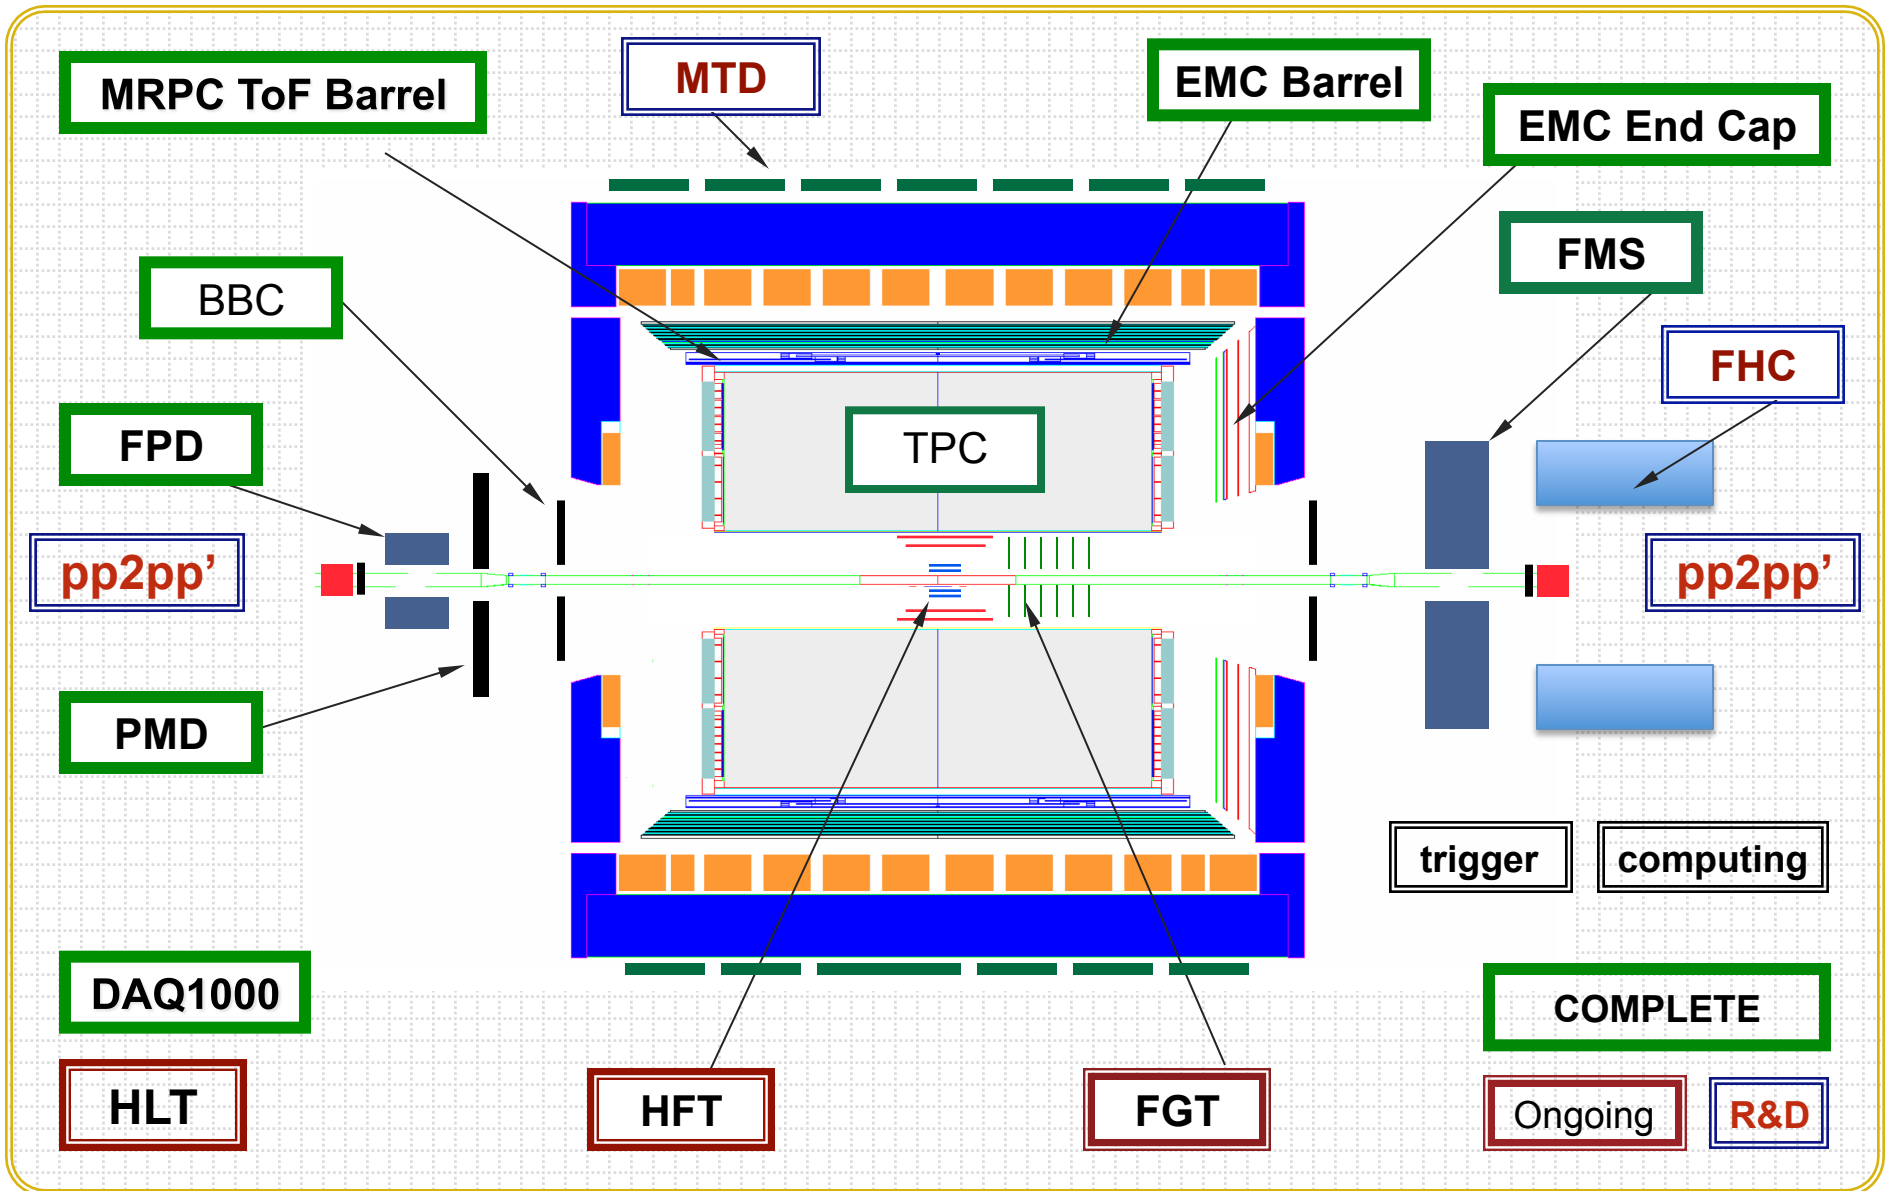 MRPC ToF Barrel
MTD
EMC Barrel
EMC End Cap
BBC
FMS
FHC
FPD
TPC
pp2pp’
pp2pp’
PMD
trigger
computing
DAQ1000
COMPLETE
HLT
HFT
FGT
Ongoing
R&D